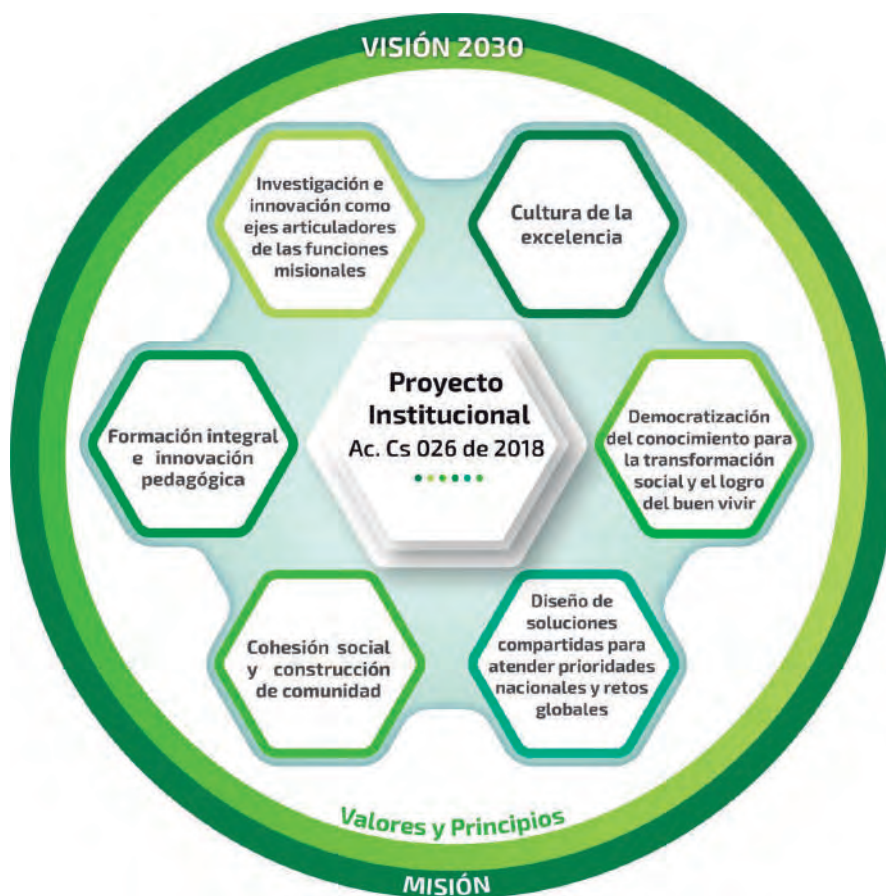 VISIÓN 2030
Investigación e
innovación como
ejes articuladores
de las funciones
misionales
Cultura de la
excelencia
Formación integral
e innovación
pedagógica
Proyecto
Institucional
Ac. Cs 026 de 2018
Democratización
del conocimiento para
la transformación
social y el logro
del buen vivir
Cohesión social
y construcción
de comunidad
Diseño de
soluciones
compartidas para
atender prioridades
nacionales y retos
globales
Valores y Principios
MISIÓN